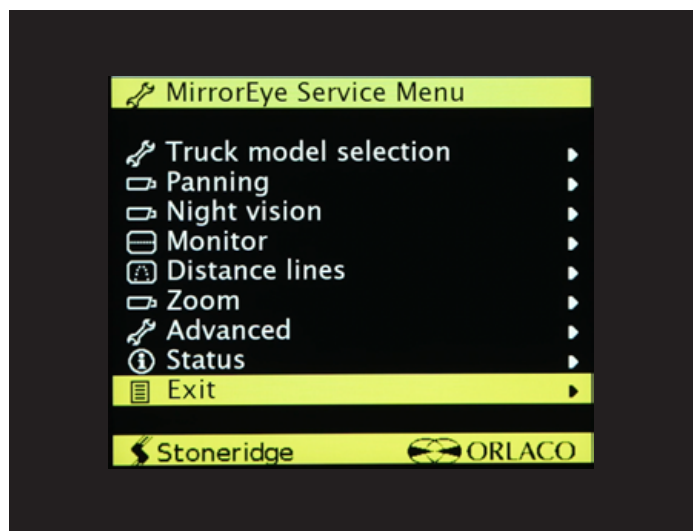 MirrorEye Service Menu
Truck model selection
Panning
Night vision
Monitor
Distance lines
Zoom
Advanced
Status
Exit
Stoneridge ORLACO